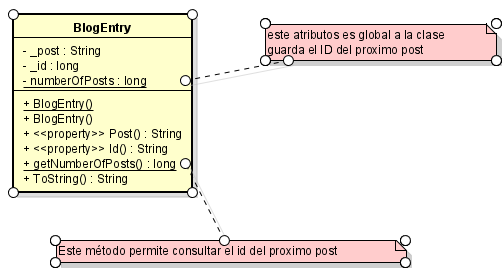 BlogEntry
- _post : String
- _id : long
- numberOfPosts : long
+ BlogEntry()
+ BlogEntry()
+ <<property>> Post() : String
+ <<property>> Id() : String
+ getNumberOfPosts() : long
+ ToString() : String
este atributos es global a la clase
guarda el ID del proximo post
Este método permite consultar el id del proximo post